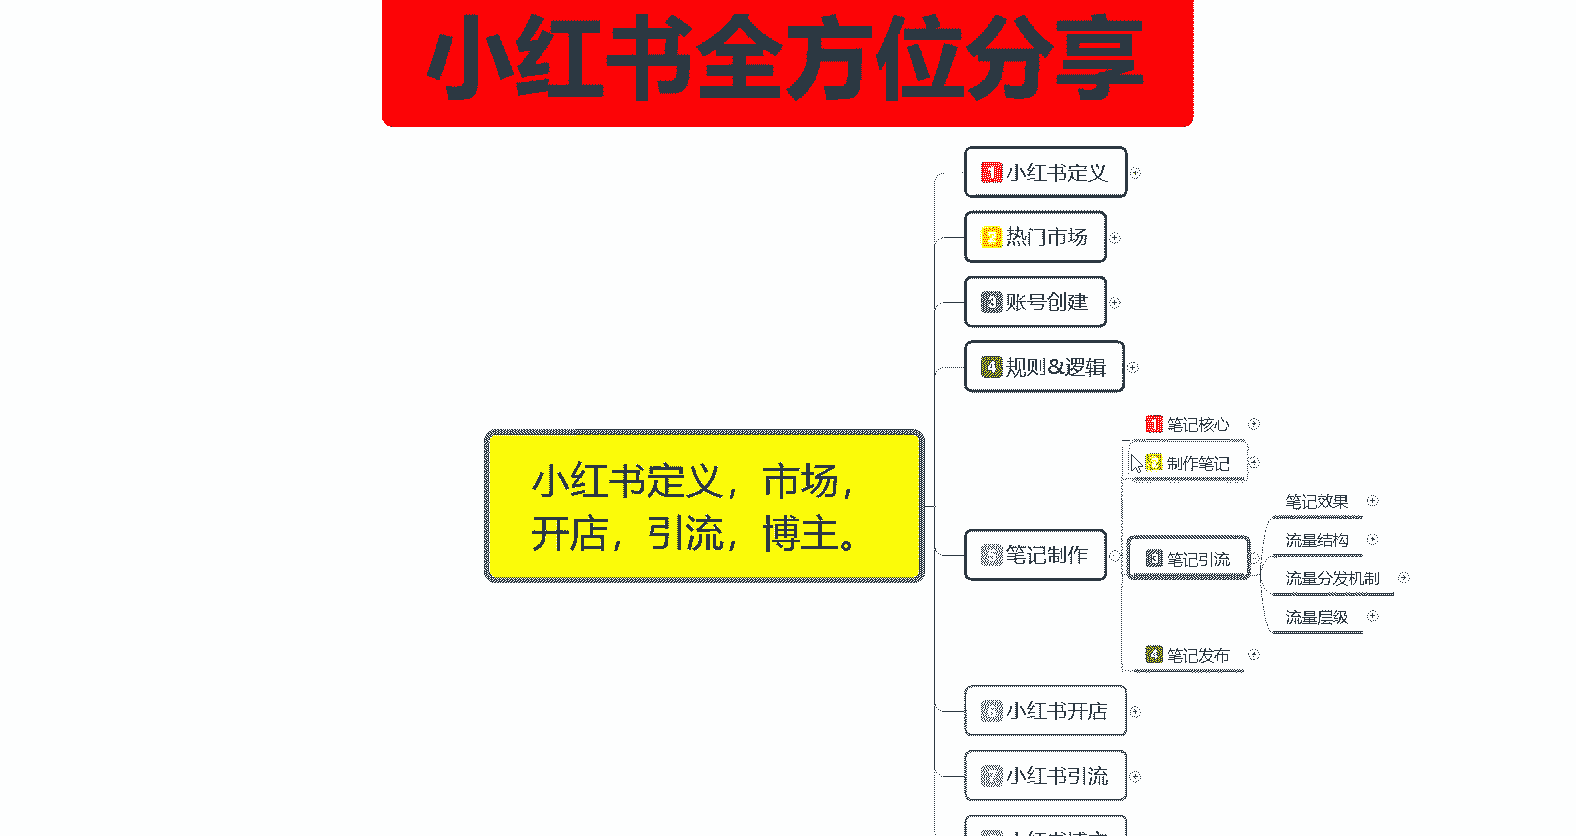 小红书全方位分享
小红书定义，市场，
开店，引流，博主。
1 小红书定义
2 热门市场
3 账号创建
4 规则&逻辑
5 笔记制作
1 笔记核心
2 制作笔记
3 笔记引流
笔记效果
流量结构
流量分发机制
流量层级
4 笔记发布
6 小红书开店
7 小红书引流
小红书博主